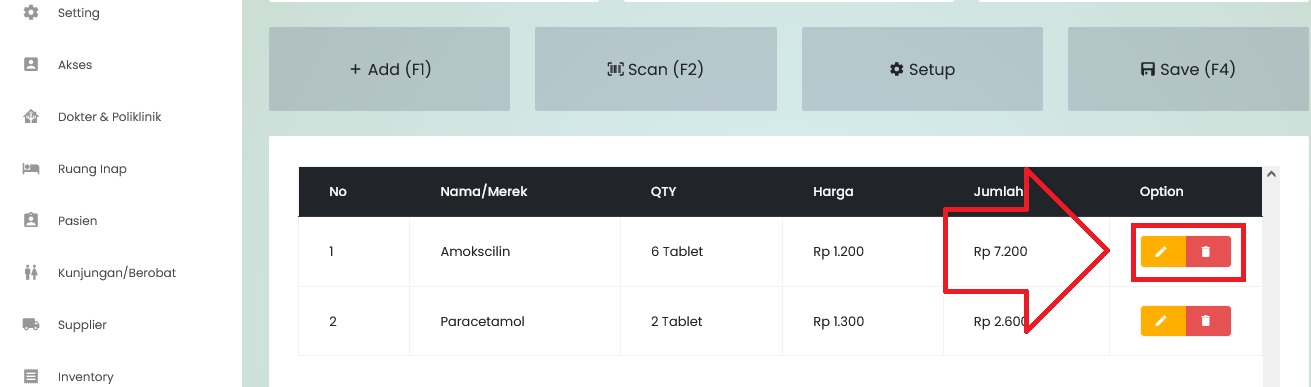 Setting
Akses
Dokter & Poliklinik
Ruang Inap
Pasien
Kunjungan/Berobat
Supplier
Inventory
+ Add (F1)
Scan (F2)
Setup
Save (F4)
No Nama/Merek QTY Harga Jumlah Option
1 Amokscilin 6 Tablet Rp 1.200 Rp 7.200
2 Paracetamol 2 Tablet Rp 1.300 Rp 2.600